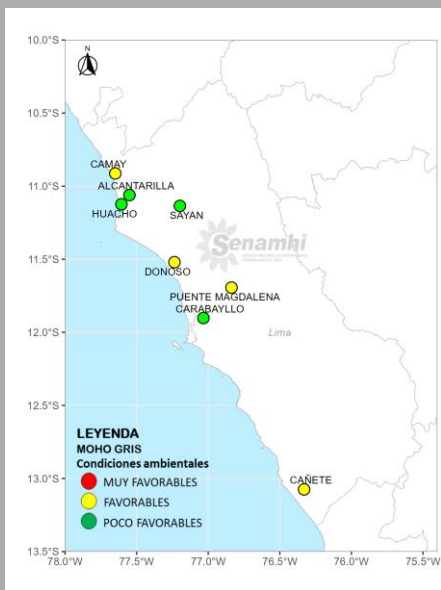 N
10.0°S
10.5°S
11.0°S
11.5°S
12.0°S
12.5°S
13.0°S
13.5°S
CAMAY
ALCANTARILLA
HUACHO
SAYAN
Senamhi
DONOSO
PUENTE MAGDALENA
CARABAYLLO
Lima
CAÑETE
LEYENDA
MOHO GRIS
Condiciones ambientales
MUY FAVORABLES
FAVORABLES
POCO FAVORABLES
78.0°W 77.5°W 77.0°W 76.5°W 76.0°W 75.5°W